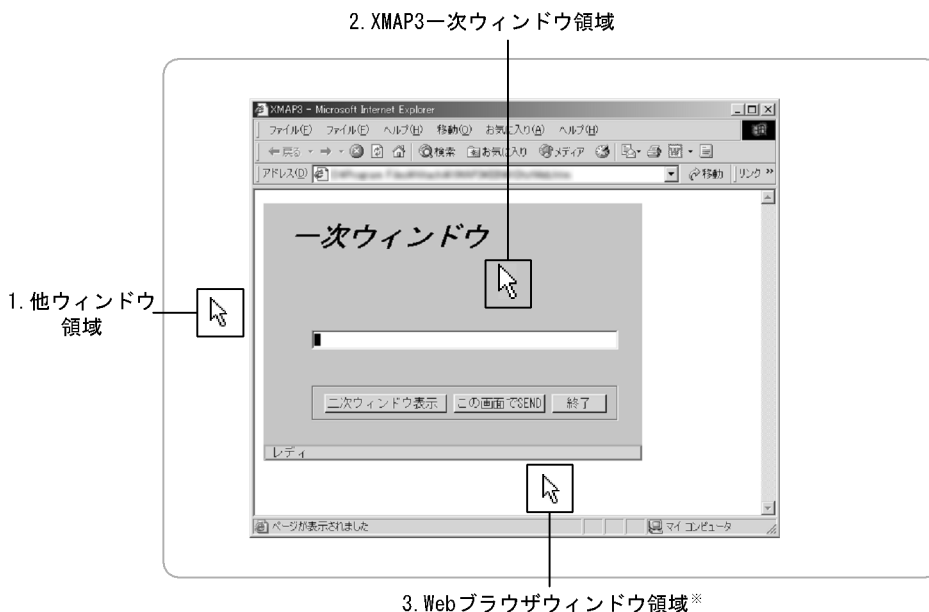 2.XMAP3一次ウィンドウ領域
XMAP3 - Microsoft Internet Explorer
ファイル(F) ファイル(E) ヘルプ(H) 移動(O) お気に入り(A) ヘルプ(H)
戻る 検索 お気に入り メディア
アドレス(D) 移動 リンク »
一次ウィンドウ
1.他ウィンドウ
領域
二次ウィンドウ表示 この画面でSEND 終了
レディ
ページが表示されました マイ コンピュータ
3.Webブラウザウィンドウ領域※